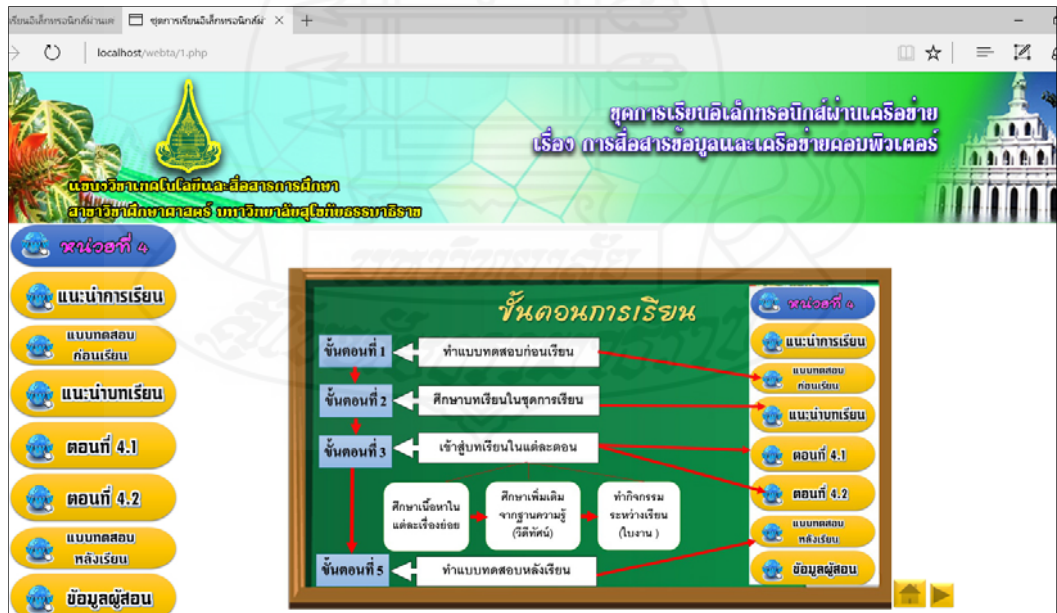 ชุดการเรียนอิเล็กทรอนิกส์ผ่
localhost/webta/1.php
ชุดการเรียนอิเล็กทรอนิกส์ผ่านเครือข่าย
เรื่อง การสื่อสารข้อมูลและเครือข่ายคอมพิวเตอร์
แขนงวิชาเทคโนโลยีและสื่อสารการศึกษา
สาขาวิชาศึกษาศาสตร์ มหาวิทยาลัยสุโขทัยธรรมาธิราช
หน่วยที่ 4
แนะนำการเรียน
แบบทดสอบ
ก่อนเรียน
แนะนำบทเรียน
ตอนที่ 4.1
ตอนที่ 4.2
แบบทดสอบ
หลังเรียน
ข้อมูลผู้สอน
ขั้นตอนการเรียน
ขั้นตอนที่ 1
ทำแบบทดสอบก่อนเรียน
ขั้นตอนที่ 2
ศึกษาบทเรียนในชุดการเรียน
ขั้นตอนที่ 3
เข้าสู่บทเรียนในแต่ละตอน
ศึกษาเนื้อหาใน
แต่ละเรื่องย่อย
ศึกษาเพิ่มเติม
จากฐานความรู้
(วีดีทัศน์)
ทำกิจกรรม
ระหว่างเรียน
(ใบงาน )
ขั้นตอนที่ 5
ทำแบบทดสอบหลังเรียน
หน่วยที่ 4
แนะนำการเรียน
แบบทดสอบ
ก่อนเรียน
แนะนำบทเรียน
ตอนที่ 4.1
ตอนที่ 4.2
แบบทดสอบ
หลังเรียน
ข้อมูลผู้สอน